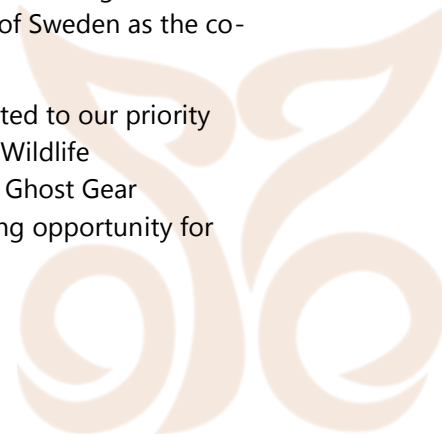 of Sweden as the co-
ted to our priority
Wildlife
Ghost Gear
ng opportunity for